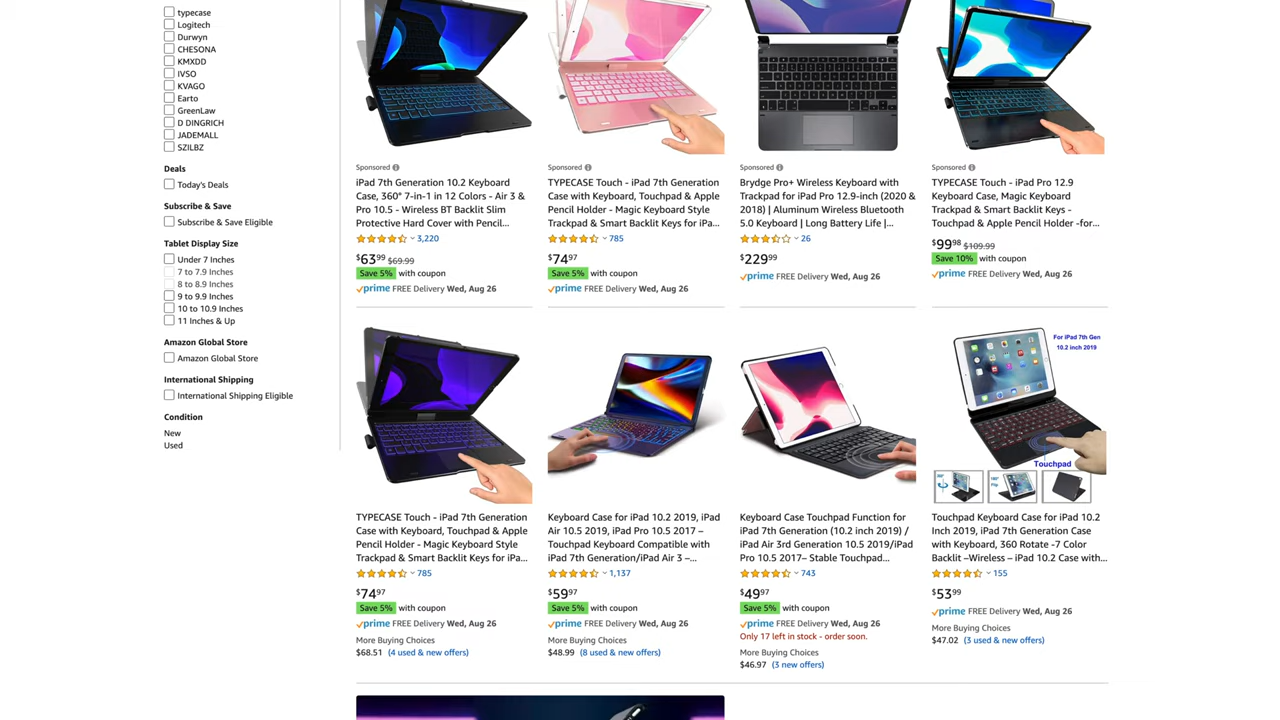 typecase
Logitech
Durwyn
CHESONA
KMXDD
IVSO
KVAGO
Earto
GreenLaw
D DINGRICH
JADEMALL
SZILBZ
Deals
Today's Deals
Subscribe & Save
Subscribe & Save Eligible
Tablet Display Size
Under 7 Inches
7 to 7.9 Inches
8 to 8.9 Inches
9 to 9.9 Inches
10 to 10.9 Inches
11 Inches & Up
Amazon Global Store
Amazon Global Store
International Shipping
International Shipping Eligible
Condition
New
Used
Sponsored
iPad 7th Generation 10.2 Keyboard
Case, 360° 7-in-1 in 12 Colors - Air 3 &
Pro 10.5 - Wireless BT Backlit Slim
Protective Hard Cover with Pencil...
3,220
$6399 $69.99
Save 5% with coupon
prime FREE Delivery Wed, Aug 26
Sponsored
TYPECASE Touch - iPad 7th Generation
Case with Keyboard, Touchpad & Apple
Pencil Holder - Magic Keyboard Style
Trackpad & Smart Backlit Keys for iPa...
785
$7497
Save 5% with coupon
prime FREE Delivery Wed, Aug 26
Sponsored
Brydge Pro+ Wireless Keyboard with
Trackpad for iPad Pro 12.9-inch (2020 &
2018) | Aluminum Wireless Bluetooth
5.0 Keyboard | Long Battery Life |...
26
$22999
prime FREE Delivery Wed, Aug 26
Sponsored
TYPECASE Touch - iPad Pro 12.9
Keyboard Case, Magic Keyboard
Trackpad & Smart Backlit Keys -
Touchpad & Apple Pencil Holder -for...
$9998 $109.99
Save 10% with coupon
prime FREE Delivery Wed, Aug 26
TYPECASE Touch - iPad 7th Generation
Case with Keyboard, Touchpad & Apple
Pencil Holder - Magic Keyboard Style
Trackpad & Smart Backlit Keys for iPa...
785
$7497
Save 5% with coupon
prime FREE Delivery Wed, Aug 26
More Buying Choices
$68.51 (4 used & new offers)
Keyboard Case for iPad 10.2 2019, iPad
Air 10.5 2019, iPad Pro 10.5 2017 –
Touchpad Keyboard Compatible with
iPad 7th Generation/iPad Air 3 –...
1,137
$5997
Save 5% with coupon
prime FREE Delivery Wed, Aug 26
More Buying Choices
$48.99 (8 used & new offers)
Keyboard Case Touchpad Function for
iPad 7th Generation (10.2 inch 2019) /
iPad Air 3rd Generation 10.5 2019/iPad
Pro 10.5 2017– Stable Touchpad...
743
$4997
Save 5% with coupon
prime FREE Delivery Wed, Aug 26
Only 17 left in stock - order soon.
More Buying Choices
$46.97 (3 new offers)
For iPad 7th Gen
10.2 inch 2019
Touchpad
Touchpad Keyboard Case for iPad 10.2
Inch 2019, iPad 7th Generation Case
with Keyboard, 360 Rotate -7 Color
Backlit –Wireless – iPad 10.2 Case with...
155
$5399
prime FREE Delivery Wed, Aug 26
More Buying Choices
$47.02 (3 used & new offers)